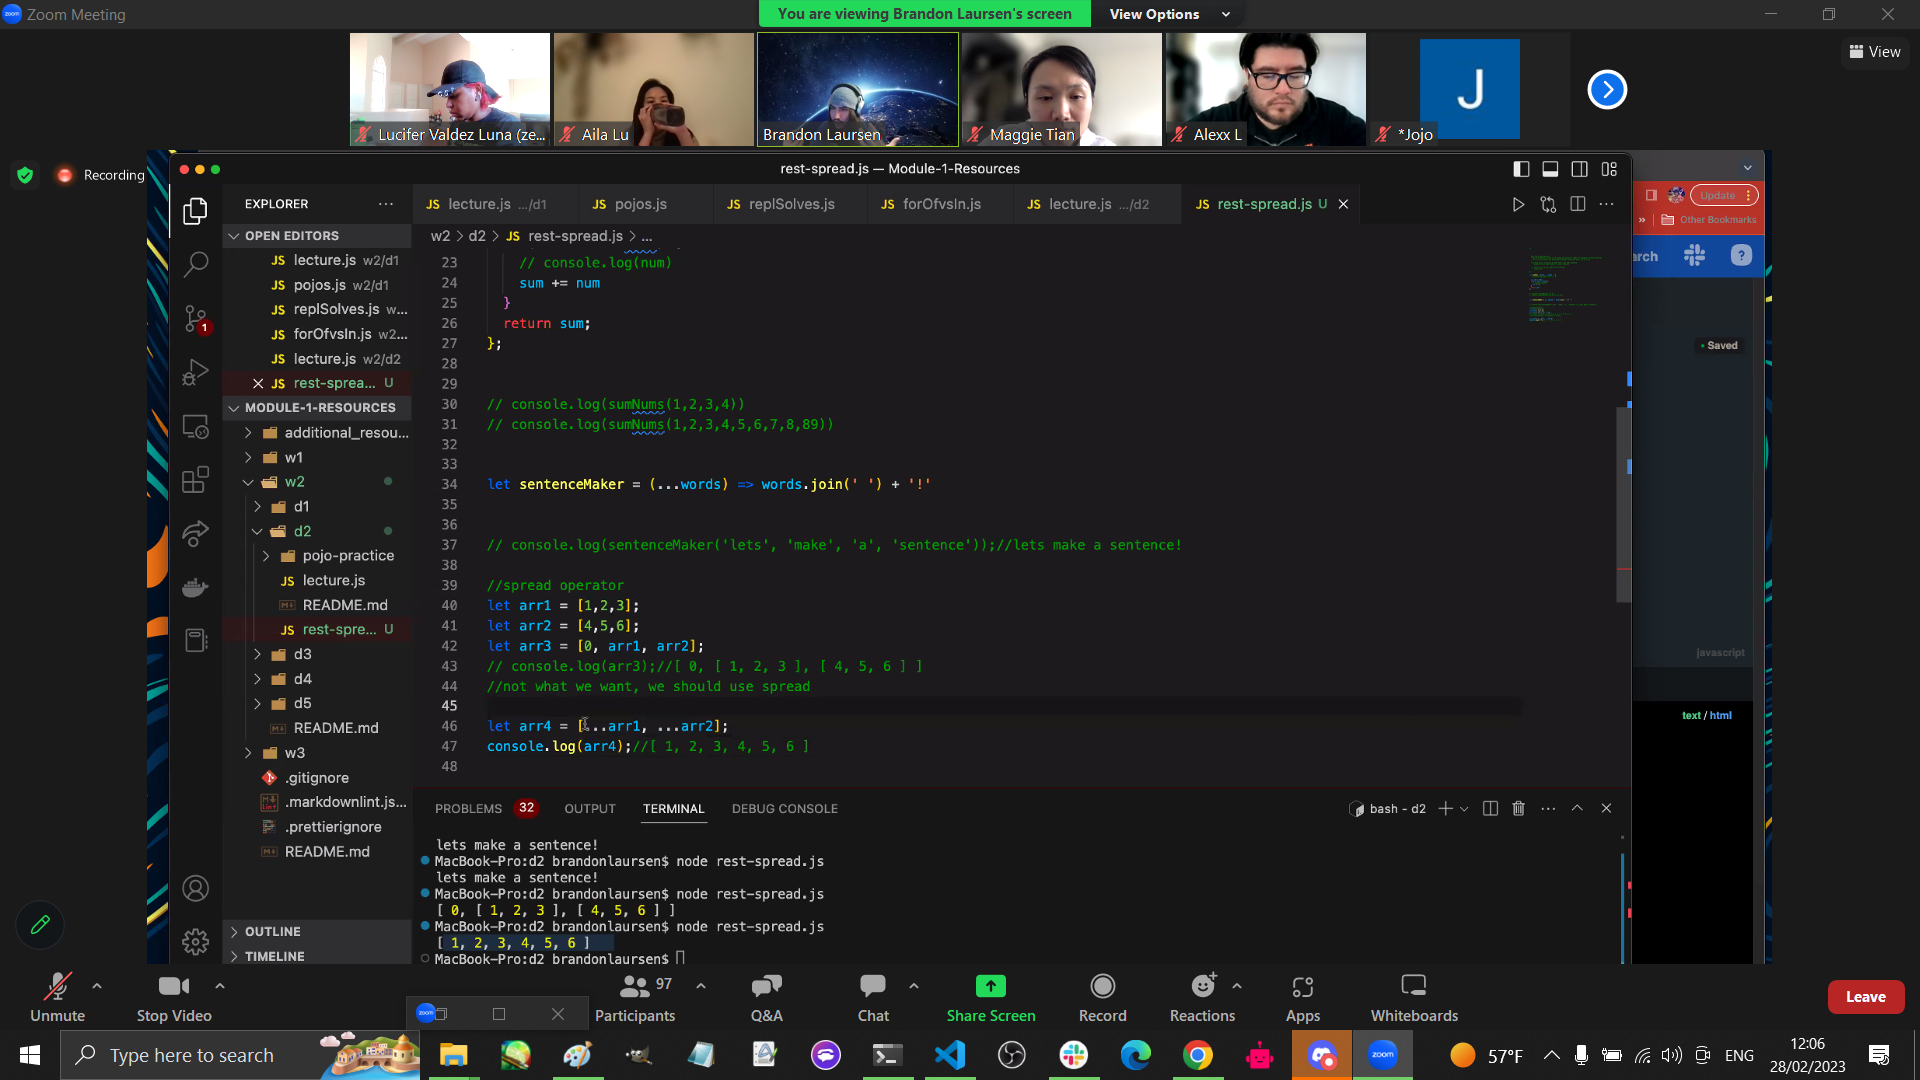 Zoom Meeting
You are viewing Brandon Laursen's screen
View Options
View
Lucifer Valdez Luna (ze...
Aila Lu
Brandon Laursen
Maggie Tian
Alexx L
J
*Jojo
Recording
rest-spread.js — Module-1-Resources
Update
Other Bookmarks
arch
Saved
javascript
text / html
EXPLORER
JS lecture.js .../d1
JS pojos.js
JS replSolves.js
JS forOfvsIn.js
JS lecture.js .../d2
JS rest-spread.js U
w2 > d2 > JS rest-spread.js > ...
OPEN EDITORS
JS lecture.js w2/d1
JS pojos.js w2/d1
JS replSolves.js w...
JS forOfvsIn.js w2...
JS lecture.js w2/d2
JS rest-sprea... U
MODULE-1-RESOURCES
additional_resou...
w1
w2
d1
d2
pojo-practice
JS lecture.js
README.md
JS rest-spre... U
d3
d4
d5
README.md
w3
.gitignore
.markdownlint.js...
.prettierignore
README.md
OUTLINE
TIMELINE
1
23 // console.log(num)
24 sum += num
25 }
26 return sum;
27 };
28
29
30 // console.log(sumNums(1,2,3,4))
31 // console.log(sumNums(1,2,3,4,5,6,7,8,89))
32
33
34 let sentenceMaker = (...words) => words.join(' ') + '!'
35
36
37 // console.log(sentenceMaker('lets', 'make', 'a', 'sentence'));//lets make a sentence!
38
39 //spread operator
40 let arr1 = [1,2,3];
41 let arr2 = [4,5,6];
42 let arr3 = [0, arr1, arr2];
43 // console.log(arr3);//[ 0, [ 1, 2, 3 ], [ 4, 5, 6 ] ]
44 //not what we want, we should use spread
45
46 let arr4 = [...arr1, ...arr2];
47 console.log(arr4);//[ 1, 2, 3, 4, 5, 6 ]
48
PROBLEMS 32 OUTPUT TERMINAL DEBUG CONSOLE
bash - d2
lets make a sentence!
MacBook-Pro:d2 brandonlaursen$ node rest-spread.js
lets make a sentence!
MacBook-Pro:d2 brandonlaursen$ node rest-spread.js
[ 0, [ 1, 2, 3 ], [ 4, 5, 6 ] ]
MacBook-Pro:d2 brandonlaursen$ node rest-spread.js
[ 1, 2, 3, 4, 5, 6 ]
MacBook-Pro:d2 brandonlaursen$
Unmute
Stop Video
zoom
97
Participants
Q&A
Chat
Share Screen
Record
Reactions
Apps
Whiteboards
Leave
Type here to search
zoom
57°F
ENG
12:06
28/02/2023